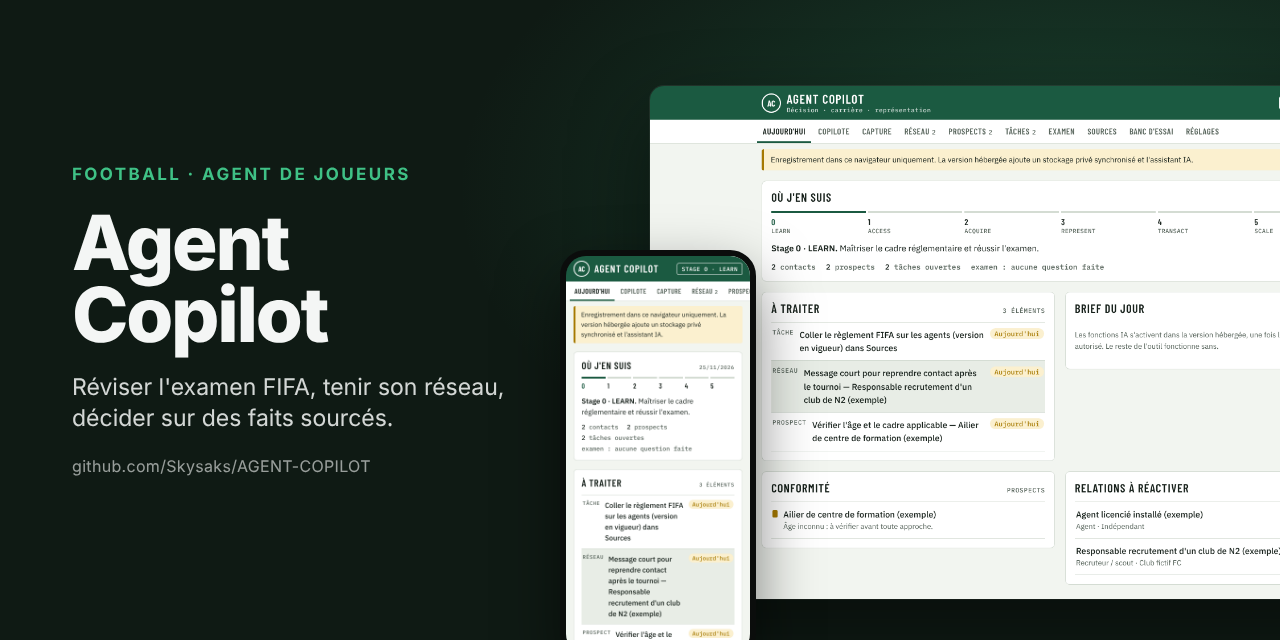 FOOTBALL · AGENT DE JOUEURS
Agent
Copilot
Réviser l'examen FIFA, tenir son réseau,
décider sur des faits sourcés.
github.com/Skysaks/AGENT-COPILOT
AC AGENT COPILOT
Décision · carrière · représentation
AUJOURD'HUI COPILOTE CAPTURE RÉSEAU 2 PROSPECTS 2 TÂCHES 2 EXAMEN SOURCES BANC D'ESSAI RÉGLAGES
Enregistrement dans ce navigateur uniquement. La version hébergée ajoute un stockage privé synchronisé et l'assistant IA.
OÙ J'EN SUIS
0 1 2 3 4 5
LEARN ACCESS ACQUIRE REPRESENT TRANSACT SCALE
Stage 0 · LEARN. Maîtriser le cadre réglementaire et réussir l'examen.
2 contacts 2 prospects 2 tâches ouvertes examen : aucune question faite
À TRAITER 3 ÉLÉMENTS
TÂCHE Coller le règlement FIFA sur les agents (version Aujourd'hui
en vigueur) dans Sources
RÉSEAU Message court pour reprendre contact après Aujourd'hui
le tournoi — Responsable recrutement d'un
club de N2 (exemple)
PROSPECT Vérifier l'âge et le cadre applicable — Ailier Aujourd'hui
de centre de formation (exemple)
BRIEF DU JOUR
Les fonctions IA s'activent dans la version hébergée, une fois
autorisé. Le reste de l'outil fonctionne sans.
CONFORMITÉ PROSPECTS
Ailier de centre de formation (exemple)
Âge inconnu : à vérifier avant toute approche.
RELATIONS À RÉACTIVER
Agent licencié installé (exemple)
Agent · Indépendant
Responsable recrutement d'un club de N2 (exemple)
Recruteur / scout · Club fictif FC
AC AGENT COPILOT STAGE 0 · LEARN
AUJOURD'HUI COPILOTE CAPTURE RÉSEAU 2 PROSPE
Enregistrement dans ce navigateur uniquement. La
version hébergée ajoute un stockage privé
synchronisé et l'assistant IA.
OÙ J'EN SUIS 25/11/2026
0 1 2 3 4 5
Stage 0 · LEARN. Maîtriser le cadre
réglementaire et réussir l'examen.
2 contacts 2 prospects
2 tâches ouvertes
examen : aucune question faite
À TRAITER 3 ÉLÉMENTS
TÂCHE Coller le règlement FIFA Aujourd'hui
sur les agents (version
en vigueur) dans
Sources
RÉSEAU Message court pour Aujourd'hui
reprendre contact
après le tournoi —
Responsable
recrutement d'un club
de N2 (exemple)
PROSPECT Vérifier l'âge et le Aujourd'hui